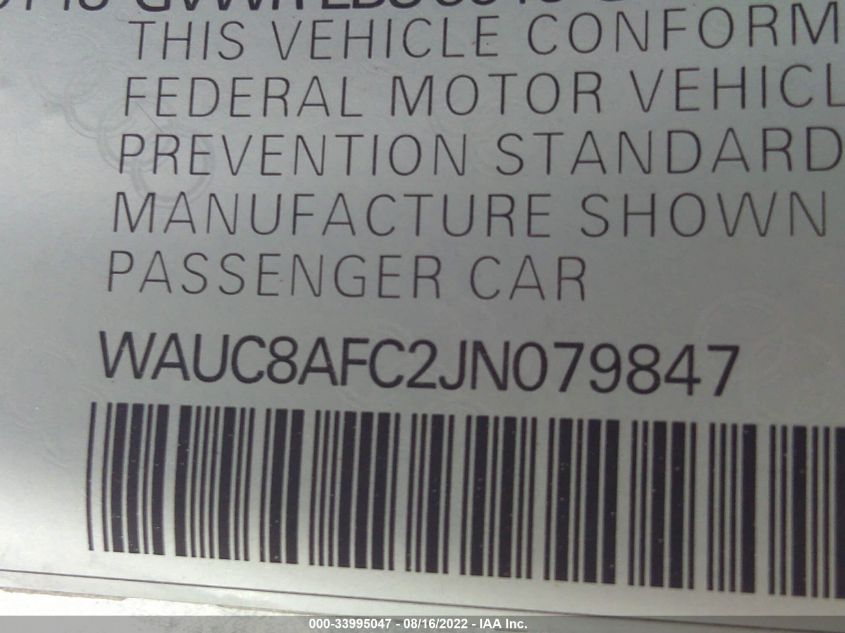 THIS VEHICLE CONFORM
FEDERAL MOTOR VEHICL
PREVENTION STANDARD
MANUFACTURE SHOWN
PASSENGER CAR
WAUC8AFC2JN079847
000-33995047 - 08/16/2022 - IAA Inc.